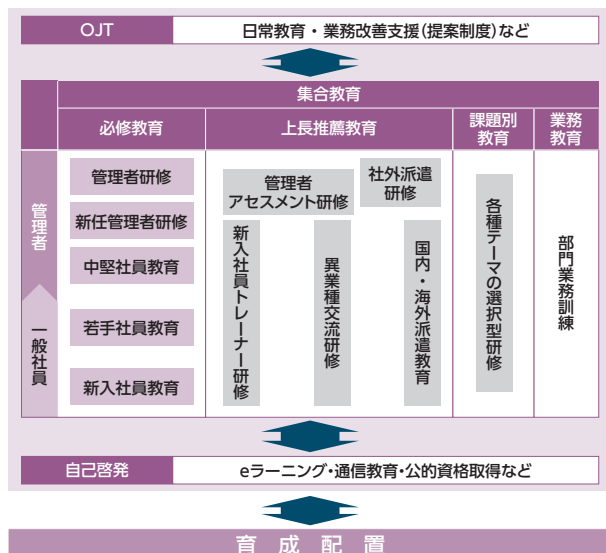 OJT
日常教育・業務改善支援(提案制度)など
集合教育
必修教育
上長推薦教育
課題別
教育
業務
教育
管理者
一般社員
管理者研修
新任管理者研修
中堅社員教育
若手社員教育
新入社員教育
管理者
アセスメント研修
社外派遣
研修
新入社員トレーナー研修
異業種交流研修
国内・海外派遣教育
各種テーマの選択型研修
部門業務訓練
自己啓発
eラーニング・通信教育・公的資格取得など
育成配置